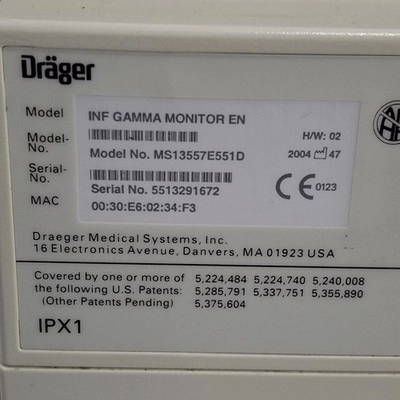 Dräger
Model INF GAMMA MONITOR EN
H/W: 02
Model-No. Model No. MS13557E551D 2004 47
Serial-No. Serial No. 5513291672 CE 0123
MAC 00:30:E6:02:34:F3
Draeger Medical Systems, Inc.
16 Electronics Avenue, Danvers, MA 01923 USA
Covered by one or more of 5,224,484 5,224,740 5,240,008
the following U.S. Patents: 5,285,791 5,337,751 5,355,890
(Other Patents Pending) 5,375,604
IPX1